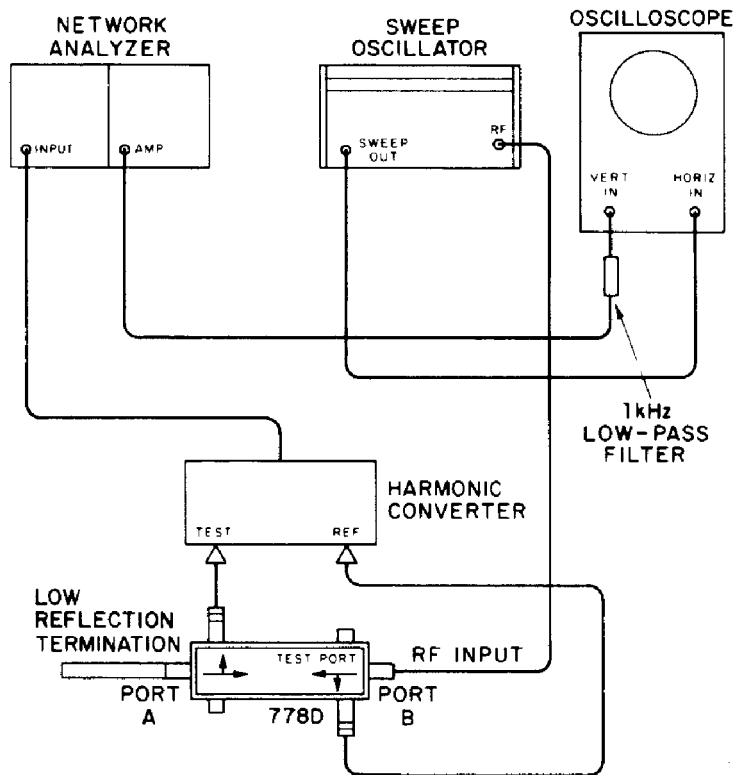 NETWORK
ANALYZER
INPUT
AMP
SWEEP
OSCILLATOR
SWEEP
OUT
RF
OSCILLOSCOPE
VERT
IN
HORIZ
IN
1kHz
LOW-PASS
FILTER
HARMONIC
CONVERTER
TEST
REF
LOW
REFLECTION
TERMINATION
TEST PORT
RF INPUT
PORT
A
778D
PORT
B